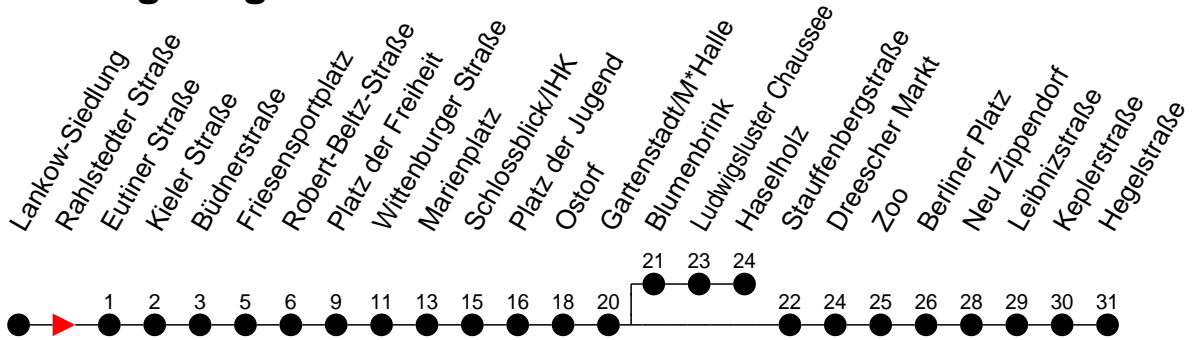 Lankow-Siedlung
Rahlstedter Straße
Eutiner Straße
Kieler Straße
Büdnerstraße
Friesensportplatz
Robert-Beltz-Straße
Platz der Freiheit
Wittenburger Straße
Marienplatz
Schlossblick/IHK
Platz der Jugend
Ostorf
Gartenstadt/M*Halle
Blumenbrink
Ludwigsluster Chaussee
Haselholz
Stauffenbergstraße
Dreescher Markt
Zoo
Berliner Platz
Neu Zippendorf
Leibnizstraße
Keplerstraße
Hegelstraße
21 23 24
1 2 3 5 6 9 11 13 15 16 18 20 22 24 25 26 28 29 30 31